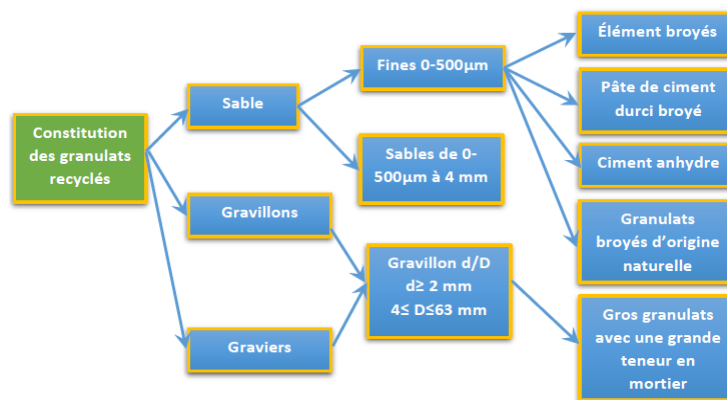 Constitution
des granulats
recyclés
Sable
Gravillons
Graviers
Fines 0-500µm
Sables de 0-
500µm à 4 mm
Gravillon d/D
d≥ 2 mm
4≤ D≤63 mm
Élément broyés
Pâte de ciment
durci broyé
Ciment anhydre
Granulats
broyés d’origine
naturelle
Gros granulats
avec une grande
teneur en
mortier